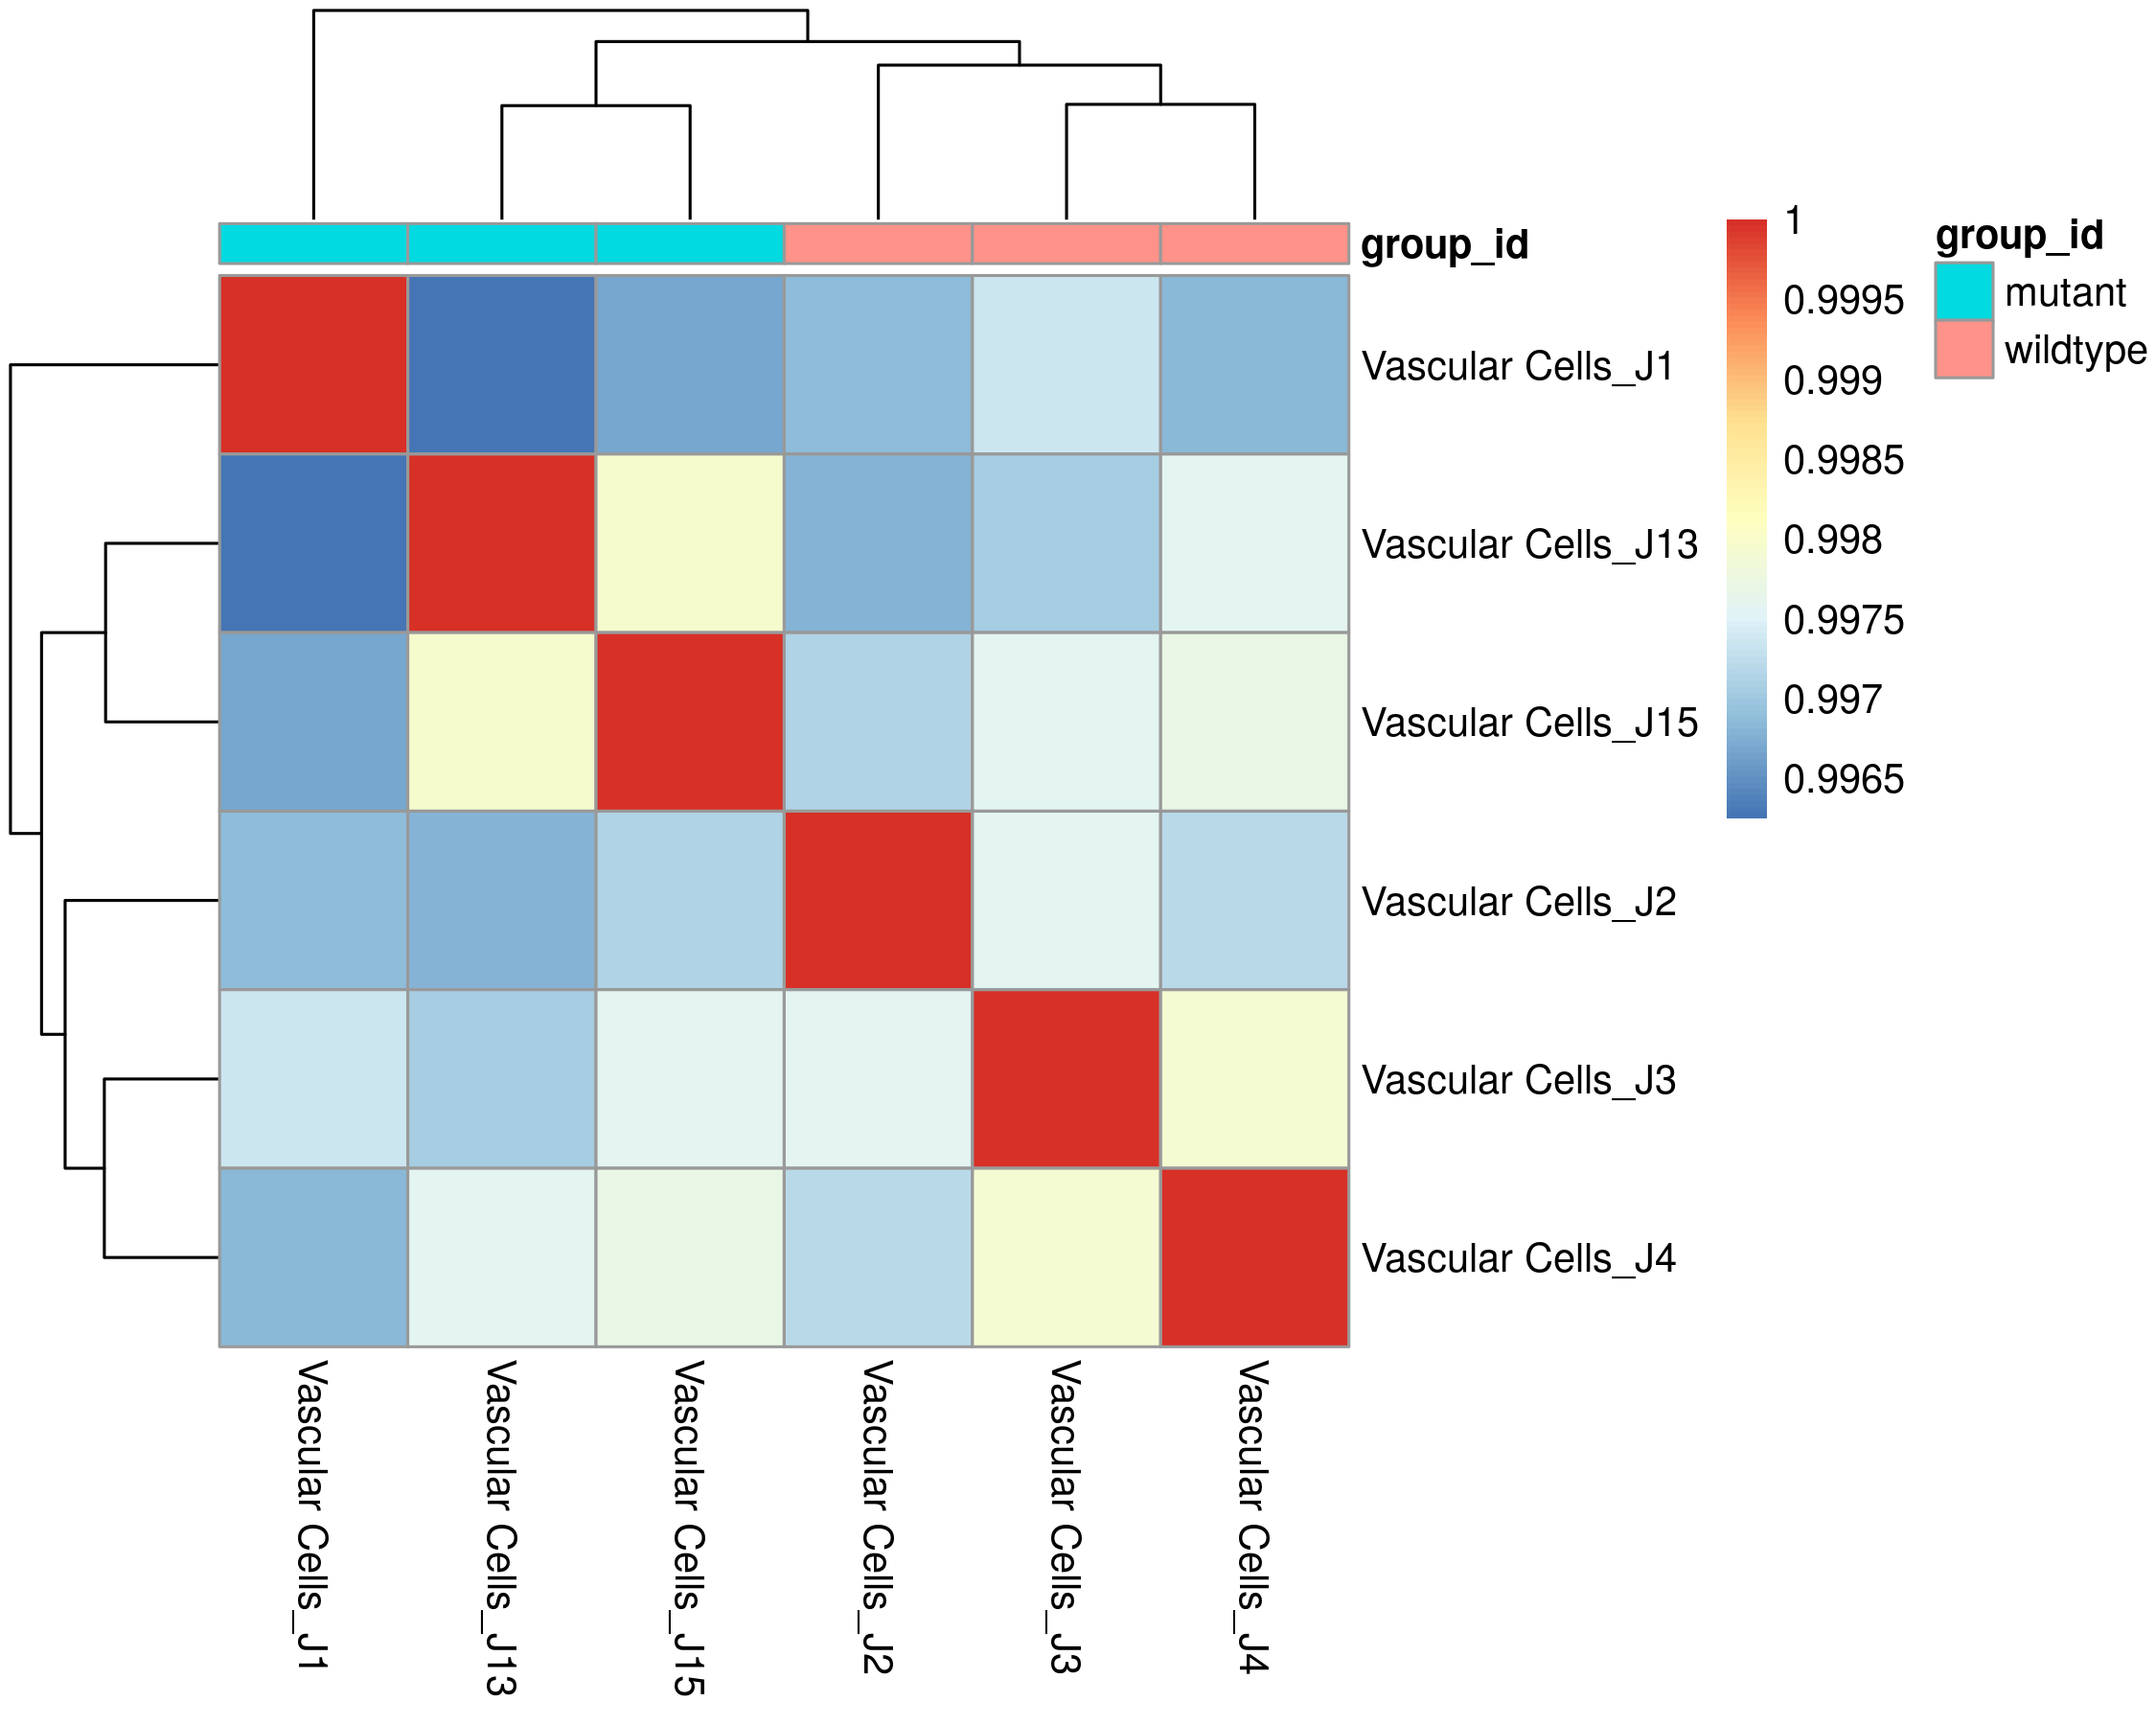 group_id
Vascular Cells_J1
Vascular Cells_J13
Vascular Cells_J15
Vascular Cells_J2
Vascular Cells_J3
Vascular Cells_J4
Vascular Cells_J1
Vascular Cells_J13
Vascular Cells_J15
Vascular Cells_J2
Vascular Cells_J3
Vascular Cells_J4
1
0.9995
0.999
0.9985
0.998
0.9975
0.997
0.9965
group_id
mutant
wildtype